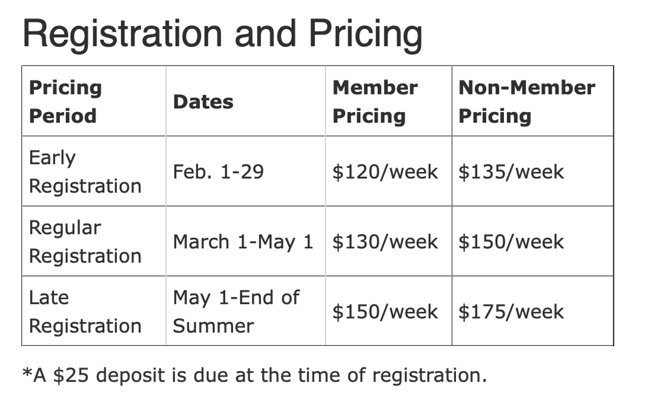 Registration and Pricing
Pricing Period Dates Member Pricing Non-Member Pricing
Early Registration Feb. 1-29 $120/week $135/week
Regular Registration March 1-May 1 $130/week $150/week
Late Registration May 1-End of Summer $150/week $175/week
*A $25 deposit is due at the time of registration.